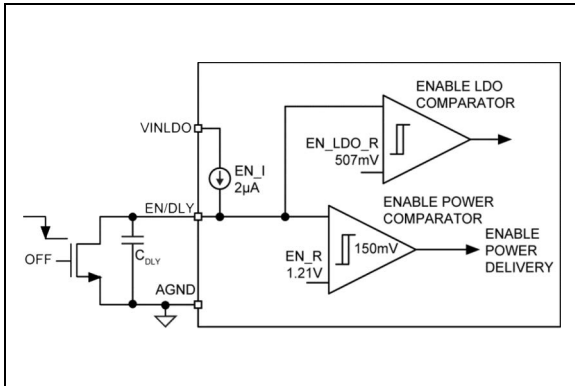 ENABLE LDO
COMPARATOR
VINLDO
EN_LDO_R
507mV
EN_I
2µA
EN/DLY
ENABLE POWER
COMPARATOR
ENABLE
POWER
DELIVERY
150mV
EN_R
1.21V
OFF
CDLY
AGND